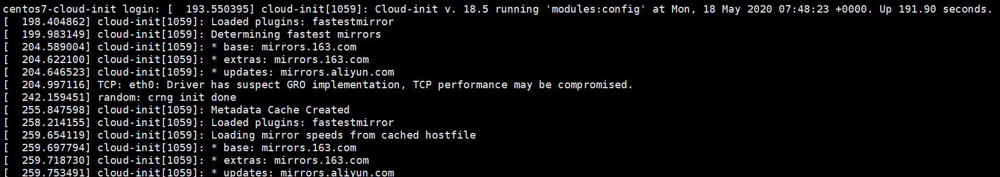 centos7-cloud-init login: [  193.550395] cloud-init[1059]: Cloud-init v. 18.5 running 'modules:config' at Mon, 18 May 2020 07:48:23 +0000. Up 191.90 seconds.
[  198.404862] cloud-init[1059]: Loaded plugins: fastestmirror
[  199.983149] cloud-init[1059]: Determining fastest mirrors
[  204.589004] cloud-init[1059]: * base: mirrors.163.com
[  204.622100] cloud-init[1059]: * extras: mirrors.163.com
[  204.646523] cloud-init[1059]: * updates: mirrors.aliyun.com
[  204.997116] TCP: eth0: Driver has suspect GRO implementation, TCP performance may be compromised.
[  242.159451] random: crng init done
[  255.847598] cloud-init[1059]: Metadata Cache Created
[  258.214155] cloud-init[1059]: Loaded plugins: fastestmirror
[  259.654119] cloud-init[1059]: Loading mirror speeds from cached hostfile
[  259.697794] cloud-init[1059]: * base: mirrors.163.com
[  259.718730] cloud-init[1059]: * extras: mirrors.163.com
[  259.753491] cloud-init[1059]: * updates: mirrors.aliyun.com